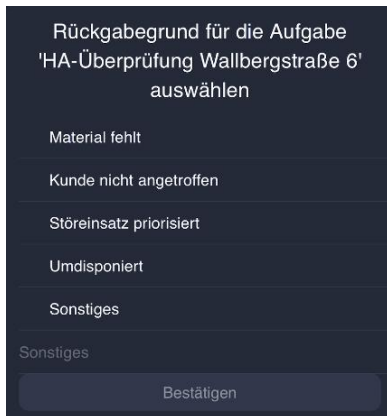 Rückgabegrund für die Aufgabe
'HA-Überprüfung Wallbergstraße 6'
auswählen
Material fehlt
Kunde nicht angetroffen
Störeinsatz priorisiert
Umdisponiert
Sonstiges
Sonstiges
Bestätigen